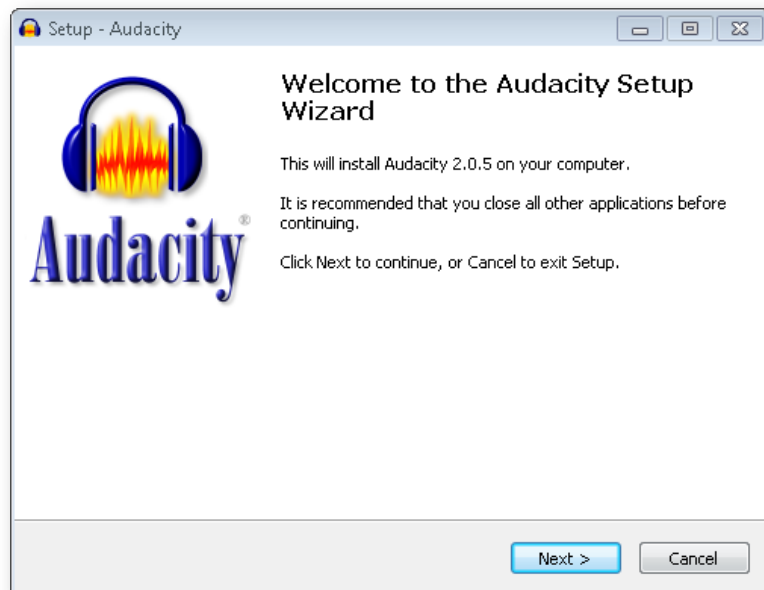 Setup - Audacity
Audacity®
Welcome to the Audacity Setup
Wizard
This will install Audacity 2.0.5 on your computer.
It is recommended that you close all other applications before
continuing.
Click Next to continue, or Cancel to exit Setup.
Next >
Cancel